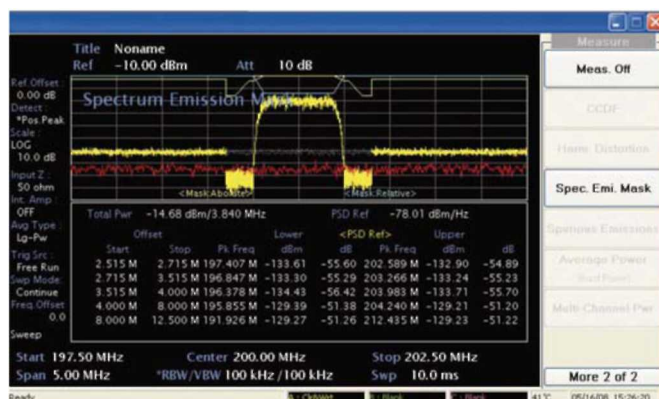 Title Noname
Ref -10.00 dBm Att 10 dB
Measure
Meas. Off
CCDF
Harm. Distortion
Spec. Emi. Mask
Spurious Emissions
Average Power
Multi-Channel Pwr
More 2 of 2
Ref.Offset :
0.00 dB
Detect :
*Pos.Peak
Scale :
LOG
10.0 dB
Input Z :
50 ohm
Int. Amp :
OFF
Avg Type :
Lg-Pw
Trig Src :
Free Run
Swp Mode:
Continue
Freq.Offset
0.0
Sweep
Spectrum Emission
<Mask:Absolute>
<Mask:Relative>
Total Pwr -14.68 dBm/3.840 MHz PSD Ref -78.01 dBm/Hz
Offset Lower <PSD Ref> Upper
Start Stop Pk Freq dBm dB Pk. Freq dBm dB
2.515 M 2.715 M 197.407 M -133.61 -55.60 202.589 M -132.90 -54.89
2.715 M 3.515 M 196.847 M -133.30 -55.29 203.266 M -133.24 -55.23
3.515 M 4.000 M 196.378 M -134.43 -56.42 203.983 M -133.71 -55.70
4.000 M 8.000 M 195.855 M -129.39 -51.38 204.240 M -129.21 -51.20
8.000 M 12.500 M 191.926 M -129.27 -51.26 212.435 M -129.23 -51.22
Start 197.50 MHz Center 200.00 MHz Stop 202.50 MHz
Span 5.00 MHz *RBW/VBW 100 kHz /100 kHz Swp 10.0 ms
Ready
05/16/08 15:26:20